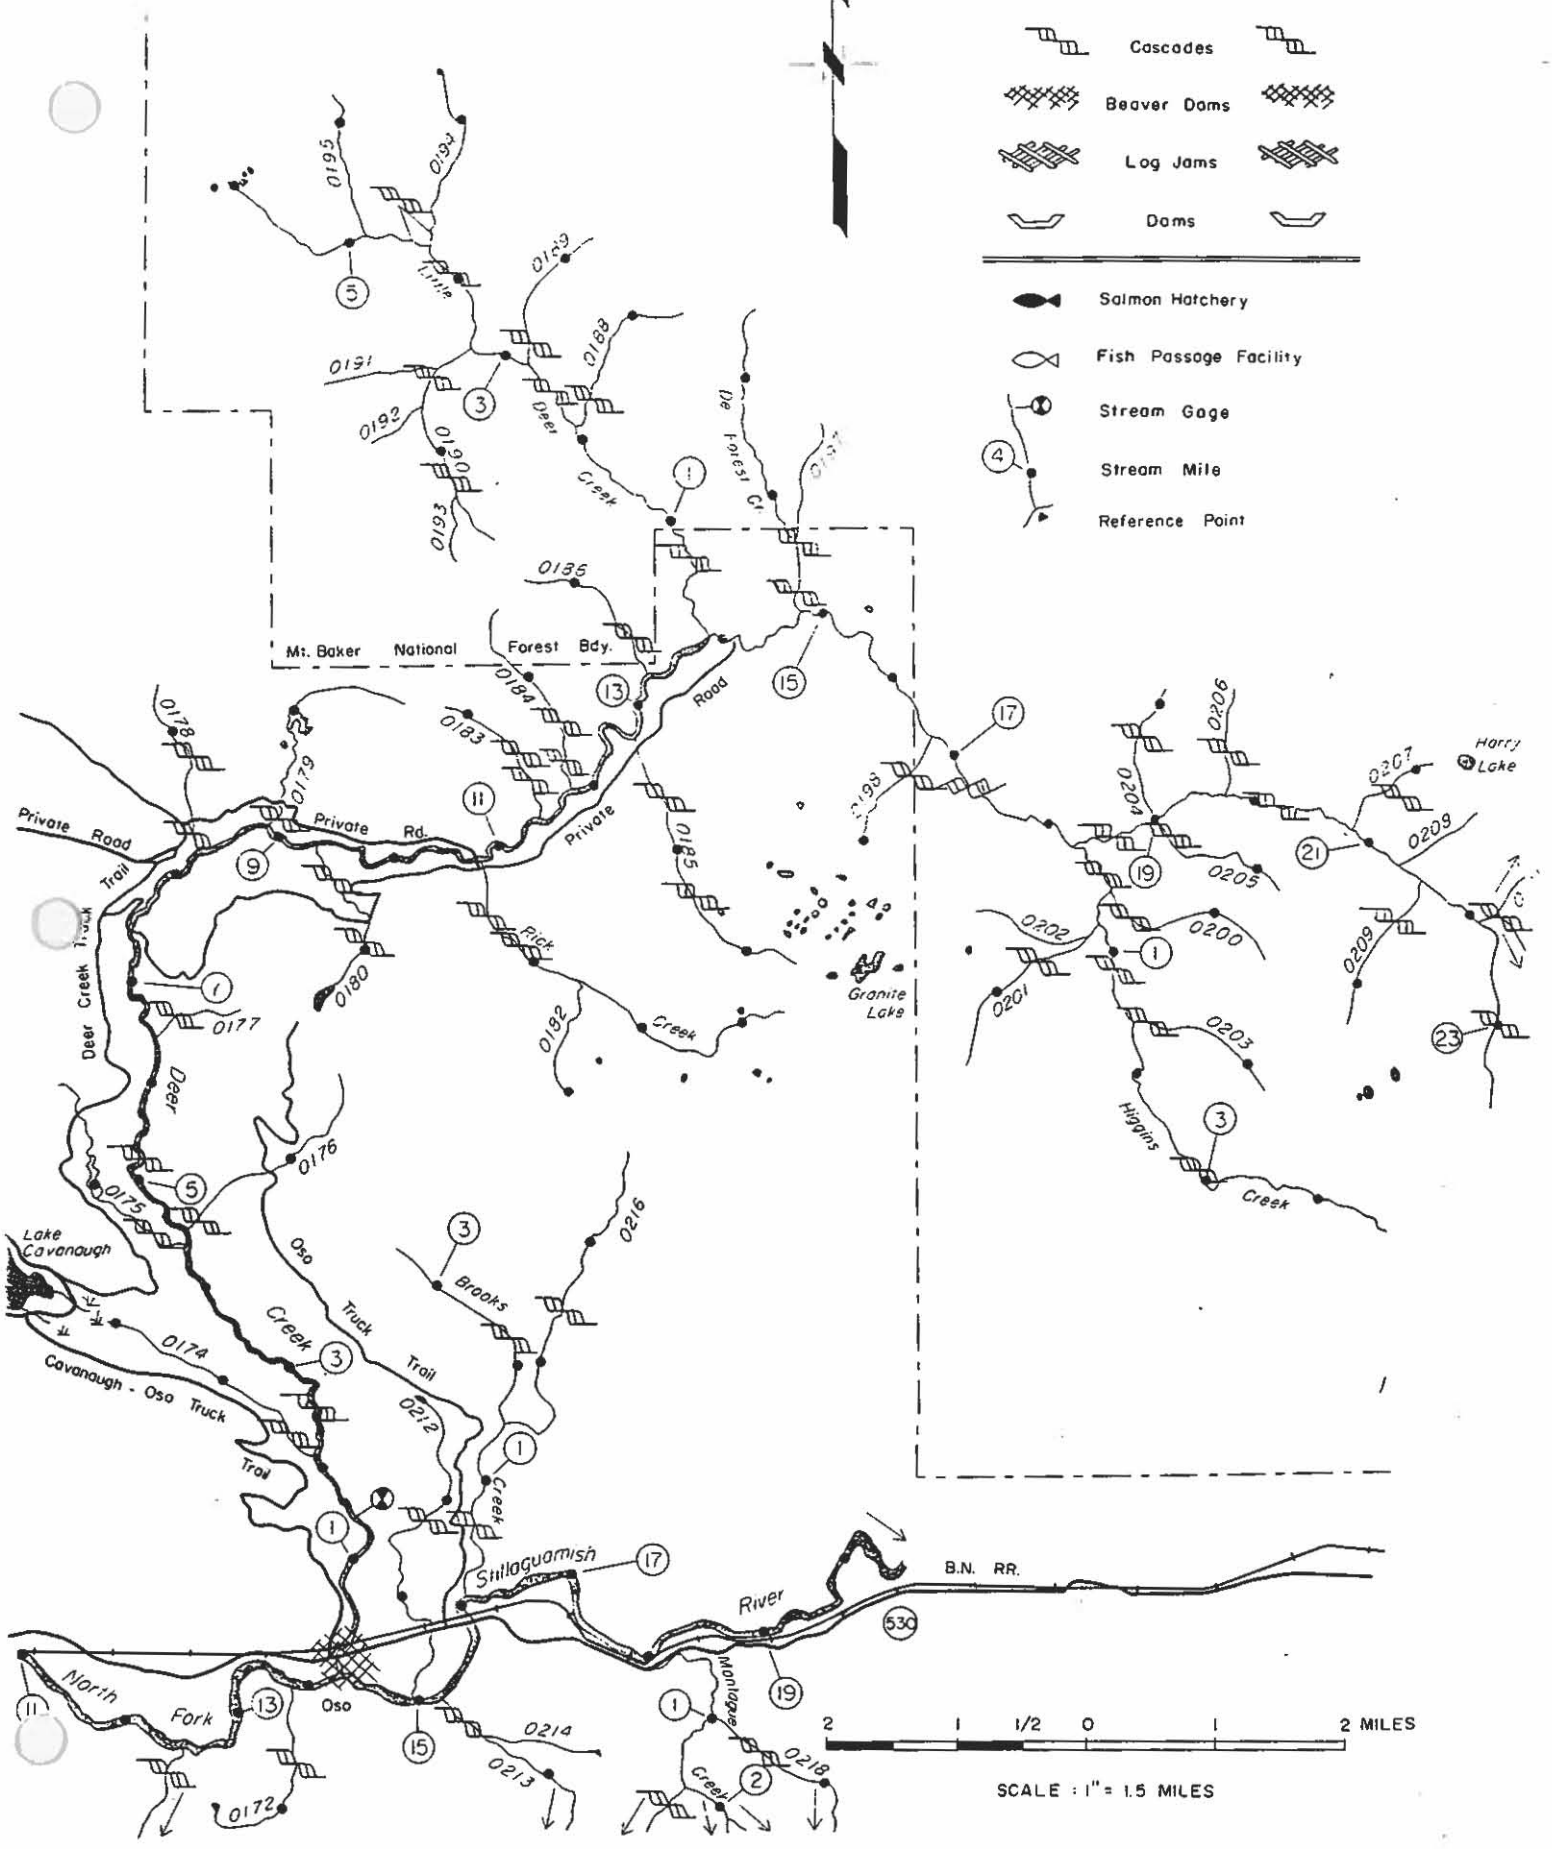 Cascades
Beaver Dams
Log Jams
Dams
Salmon Hatchery
Fish Passage Facility
Stream Gage
4
Stream Mile
Reference Point
0195
0194
5
Little
0189
0188
0191
3
Deer
0192
0190
Creek
1
0193
De Forest Cr.
0197
0186
Mt. Baker National Forest Bdy.
0184
13
Road
15
0178
0183
0179
11
17
0198
0206
0204
0207
Harry
Lake
0209
Private Road
Private Rd.
Private
9
0185
19
0205
21
Trail
Deer Creek Truck
Rick
0180
0202
0200
1
0201
0209
Granite
Lake
0177
0182
Creek
0203
23
Deer
0176
Higgins
3
Creek
5
0175
Lake
Cavanaugh
Oso
Truck
Trail
3
Brooks
0216
0174
Creek
3
Cavanaugh - Oso Truck
Trail
0212
1
Creek
1
Stillaguamish
17
River
B.N. RR.
530
North
Fork
11
13
Oso
15
19
Montague
1
0214
0213
0218
Creek
2
0172
2 1 1/2 0 1 2 MILES
SCALE : 1" = 1.5 MILES